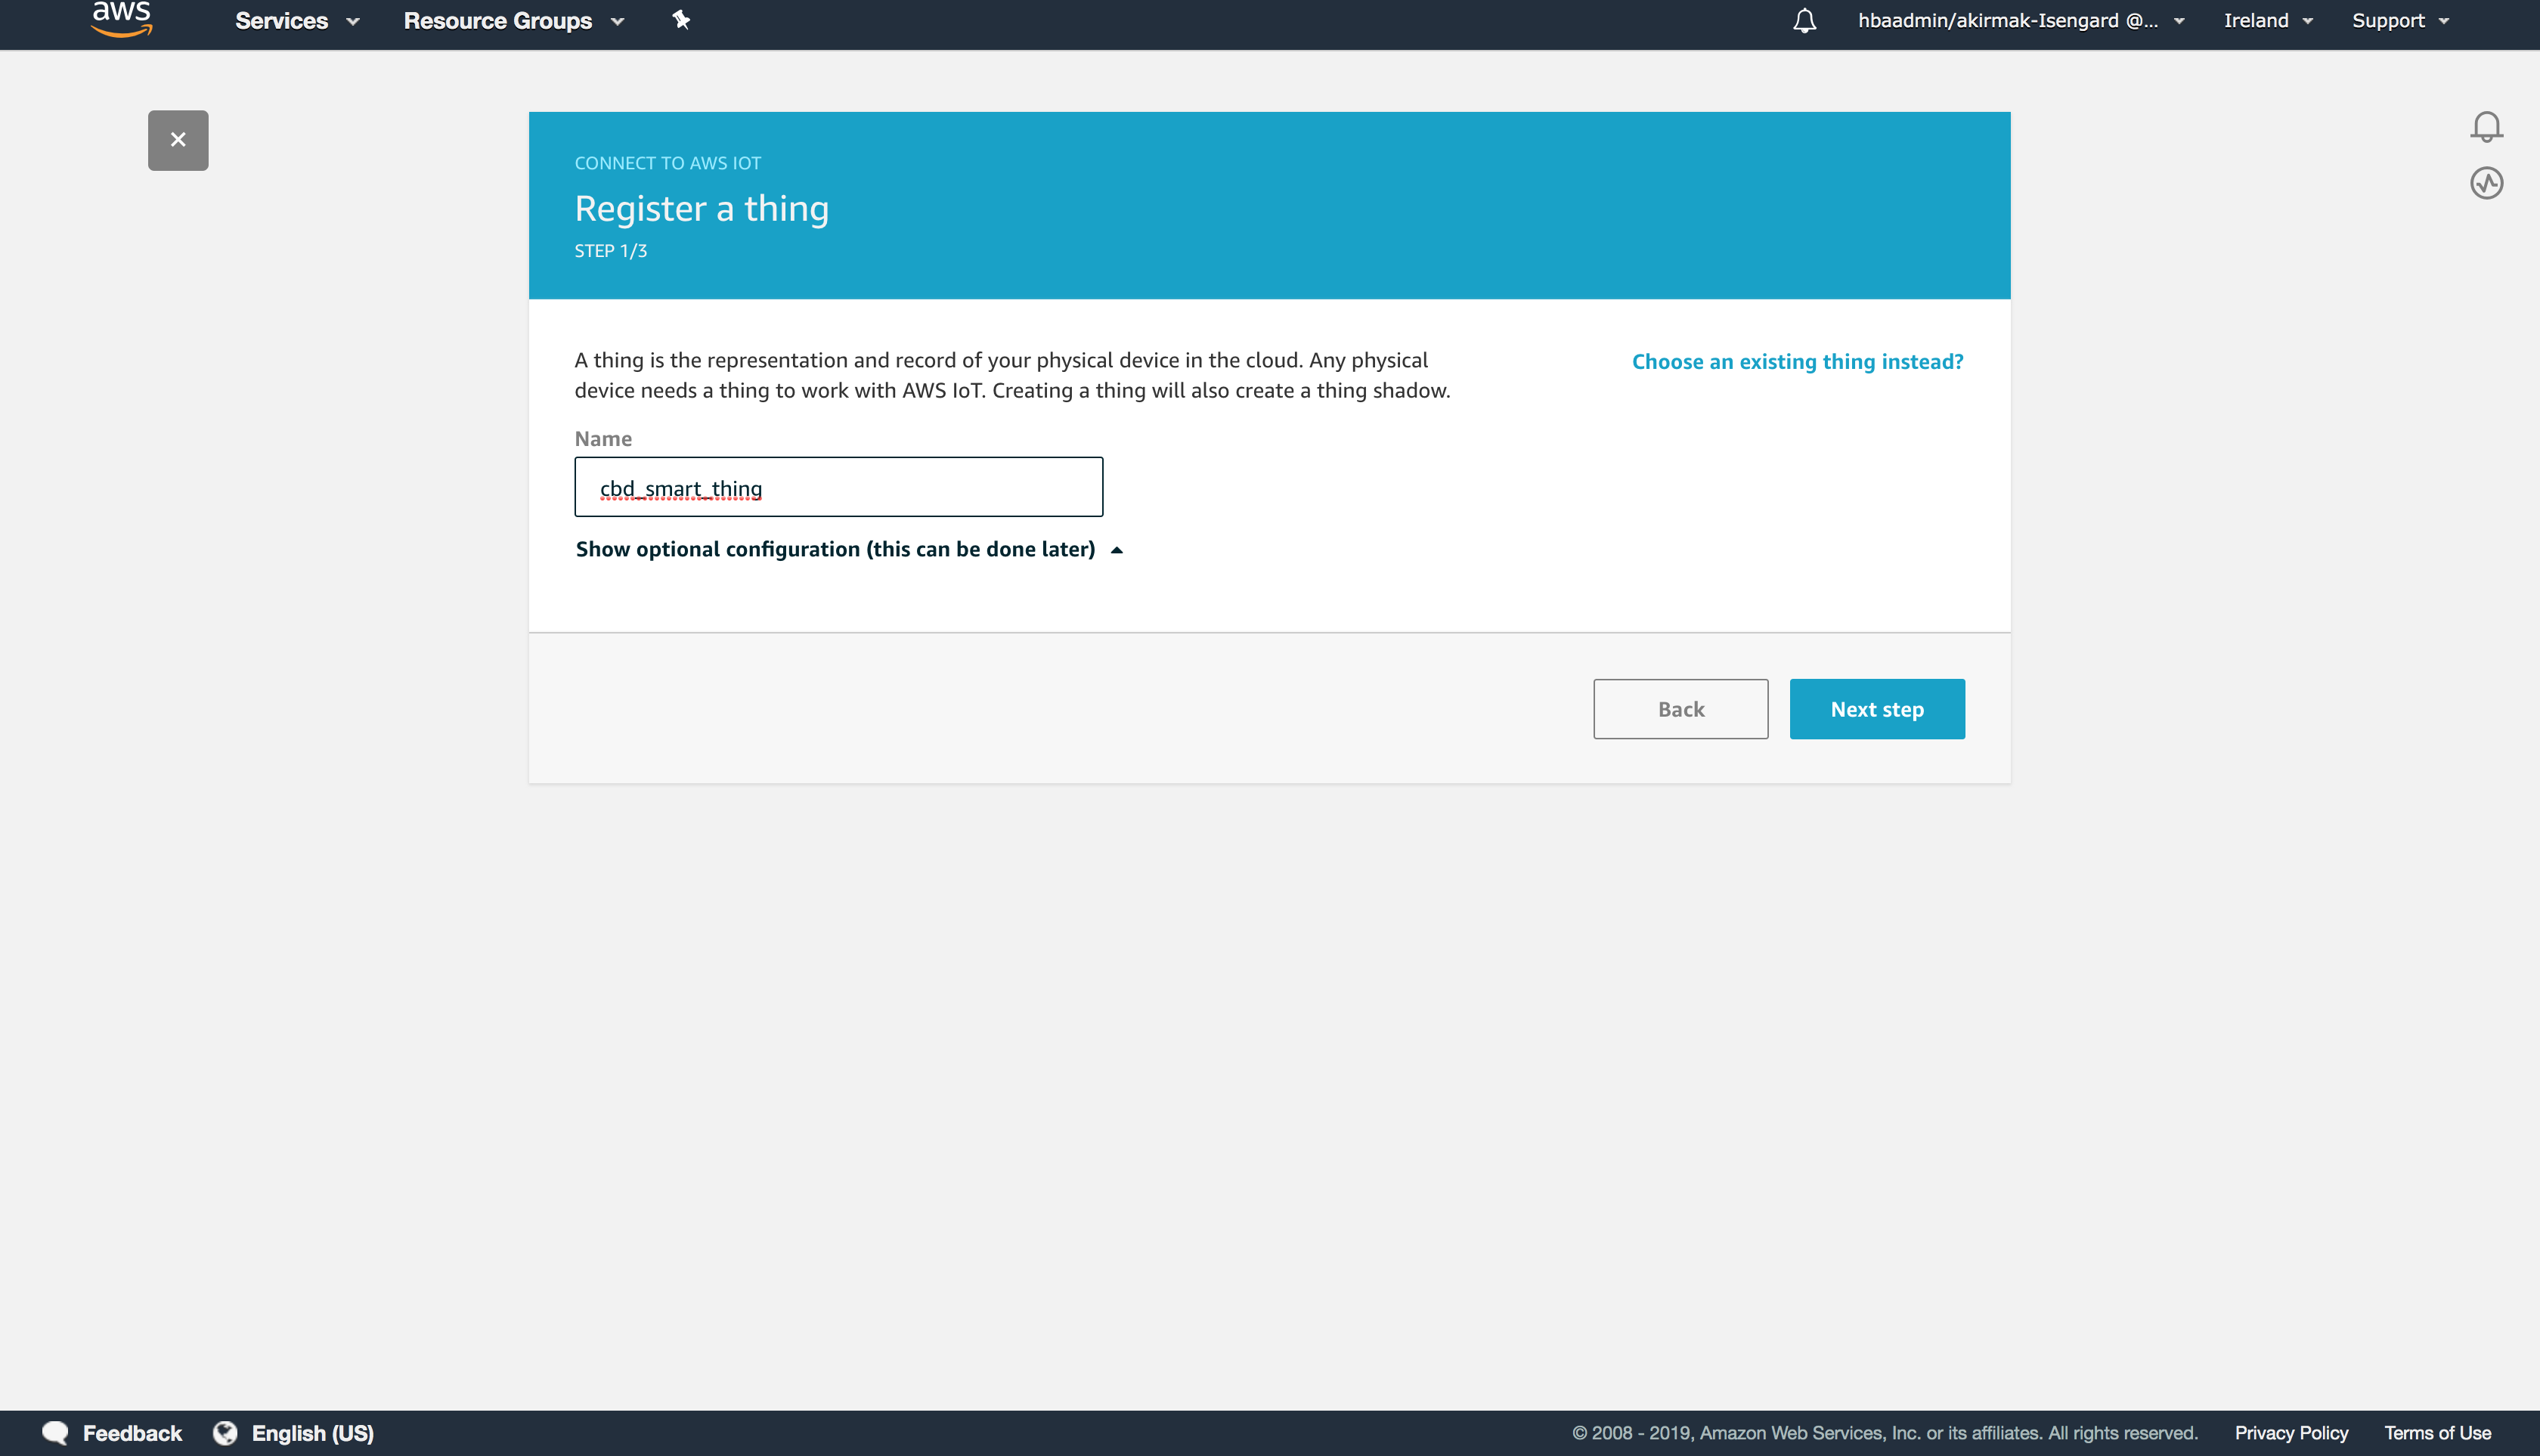 aws Services Resource Groups hbaadmin/akirmak-Isengard @... Ireland Support
CONNECT TO AWS IOT
Register a thing
STEP 1/3
A thing is the representation and record of your physical device in the cloud. Any physical
device needs a thing to work with AWS IoT. Creating a thing will also create a thing shadow.
Choose an existing thing instead?
Name
cbd_smart_thing
Show optional configuration (this can be done later)
Back Next step
Feedback English (US) © 2008 - 2019, Amazon Web Services, Inc. or its affiliates. All rights reserved. Privacy Policy Terms of Use